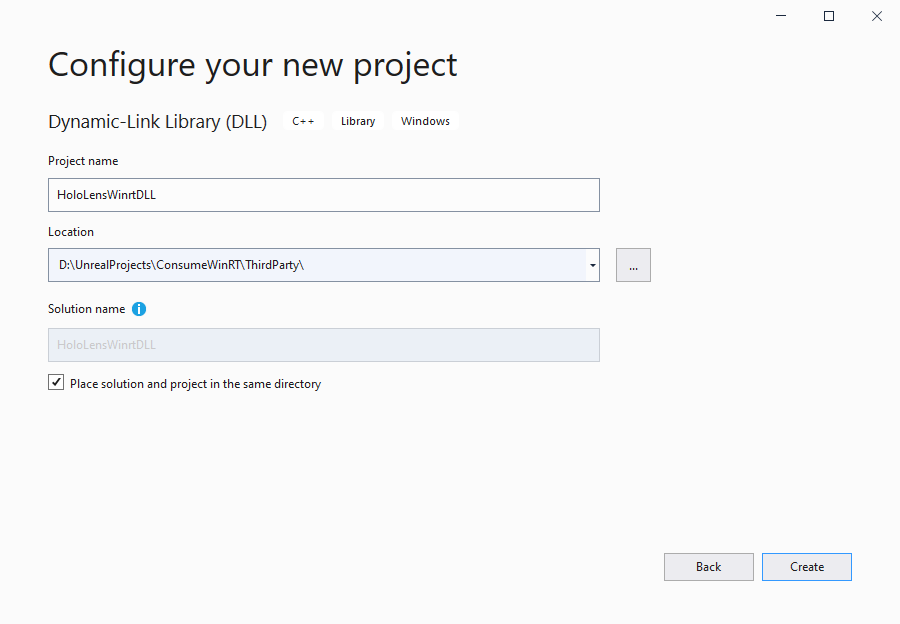 Configure your new project
Dynamic-Link Library (DLL) C++ Library Windows
Project name
HoloLensWinrtDLL
Location
D:\UnrealProjects\ConsumeWinRT\ThirdParty\
...
Solution name
HoloLensWinrtDLL
Place solution and project in the same directory
Back Create